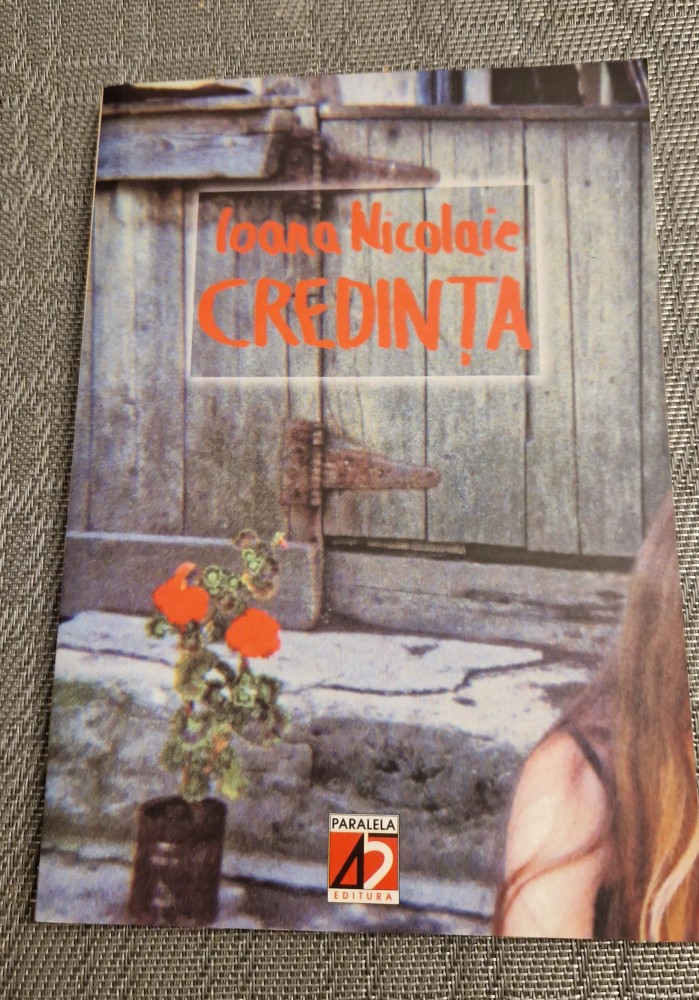 Ioana Nicolaie
CREDINȚA
PARALELA
45
EDITURA